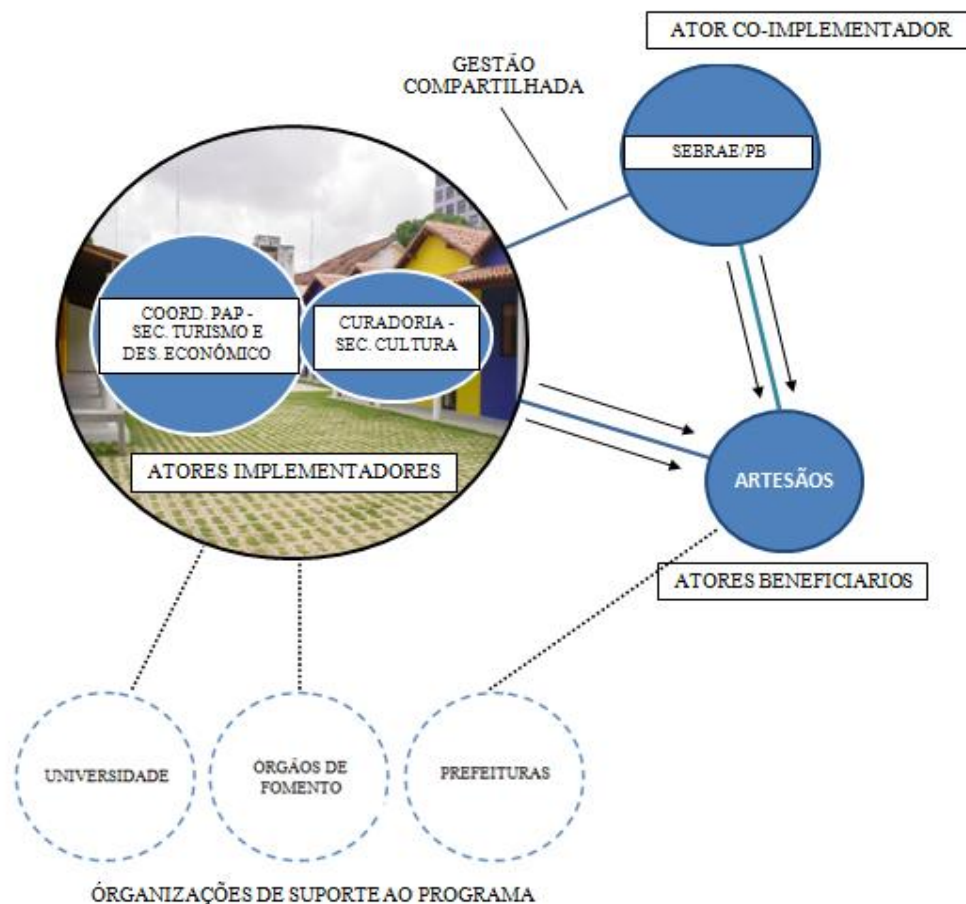 ATOR CO-IMPLEMENTADOR
GESTÃO
COMPARTILHADA
SEBRAE/PB
COORD. PAP -
SEC. TURISMO E
DES. ECONÔMICO
CURADORIA -
SEC. CULTURA
ATORES IMPLEMENTADORES
ARTESÃOS
ATORES BENEFICIARIOS
UNIVERSIDADE
ÓRGÃOS DE
FOMENTO
PREFEITURAS
ÓRGANIZAÇÕES DE SUPORTE AO PROGRAMA